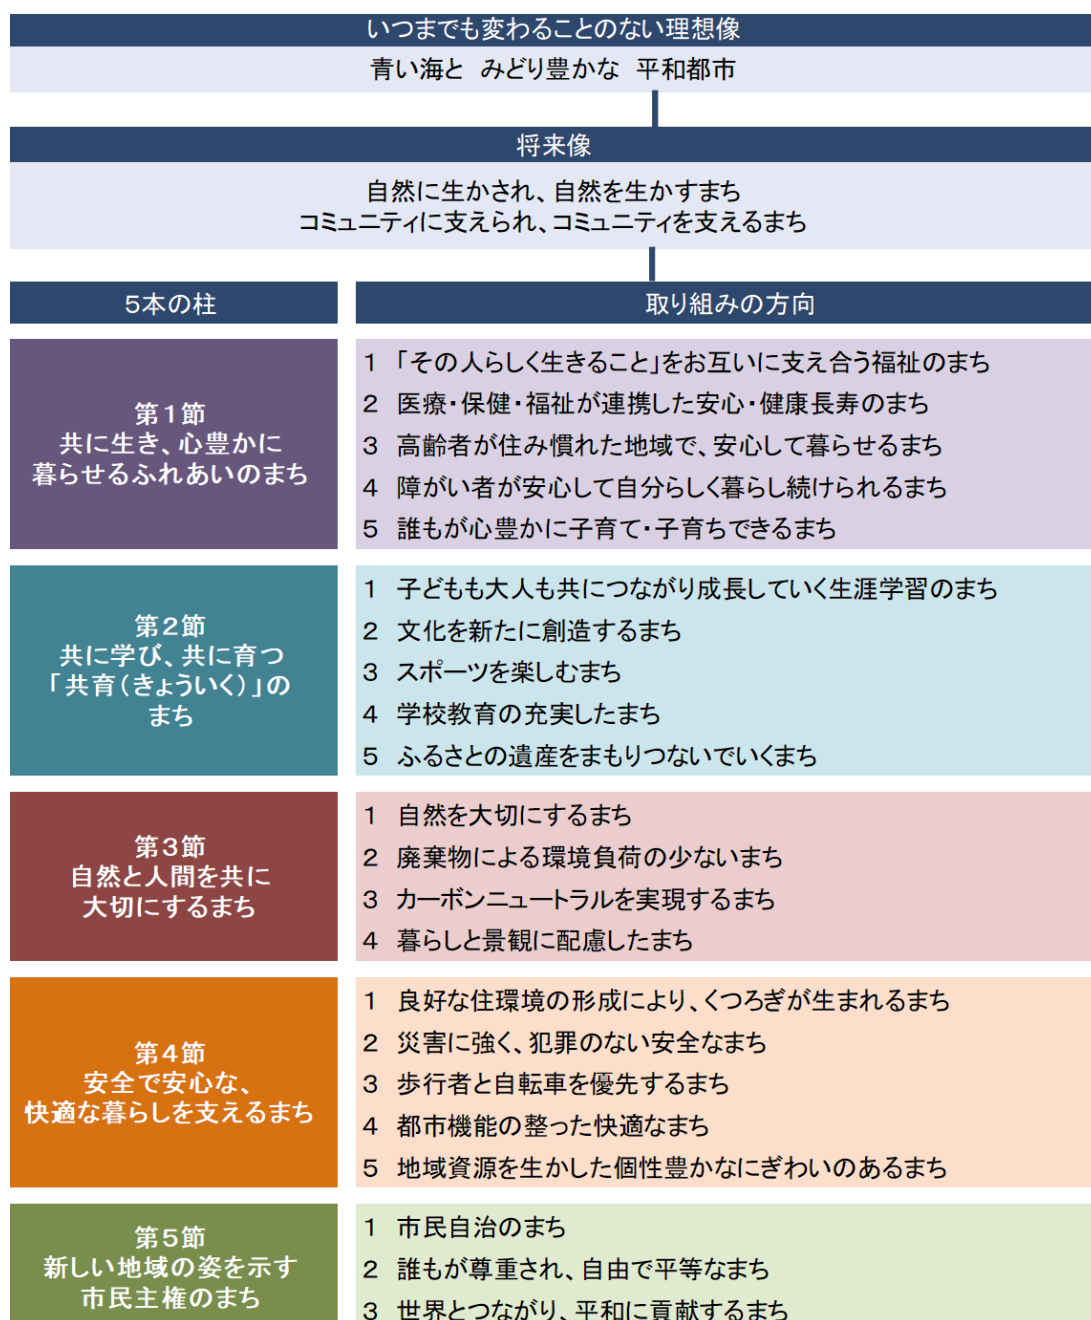 いつまでも変わることのない理想像
青い海と みどり豊かな 平和都市
将来像
自然に生かされ、自然を生かすまち
コミュニティに支えられ、コミュニティを支えるまち
5本の柱
取り組みの方向
第1節
共に生き、心豊かに
暮らせるふれあいのまち
1 「その人らしく生きること」をお互いに支え合う福祉のまち
2 医療・保健・福祉が連携した安心・健康長寿のまち
3 高齢者が住み慣れた地域で、安心して暮らせるまち
4 障がい者が安心して自分らしく暮らし続けられるまち
5 誰もが心豊かに子育て・子育ちできるまち
第2節
共に学び、共に育つ
「共育(きょういく)」の
まち
1 子どもも大人も共につながり成長していく生涯学習のまち
2 文化を新たに創造するまち
3 スポーツを楽しむまち
4 学校教育の充実したまち
5 ふるさとの遺産をまもりつないでいくまち
第3節
自然と人間を共に
大切にするまち
1 自然を大切にするまち
2 廃棄物による環境負荷の少ないまち
3 カーボンニュートラルを実現するまち
4 暮らしと景観に配慮したまち
第4節
安全で安心な、
快適な暮らしを支えるまち
1 良好な住環境の形成により、くつろぎが生まれるまち
2 災害に強く、犯罪のない安全なまち
3 歩行者と自転車を優先するまち
4 都市機能の整った快適なまち
5 地域資源を生かした個性豊かなにぎわいのあるまち
第5節
新しい地域の姿を示す
市民主権のまち
1 市民自治のまち
2 誰もが尊重され、自由で平等なまち
3 世界とつながり、平和に貢献するまち